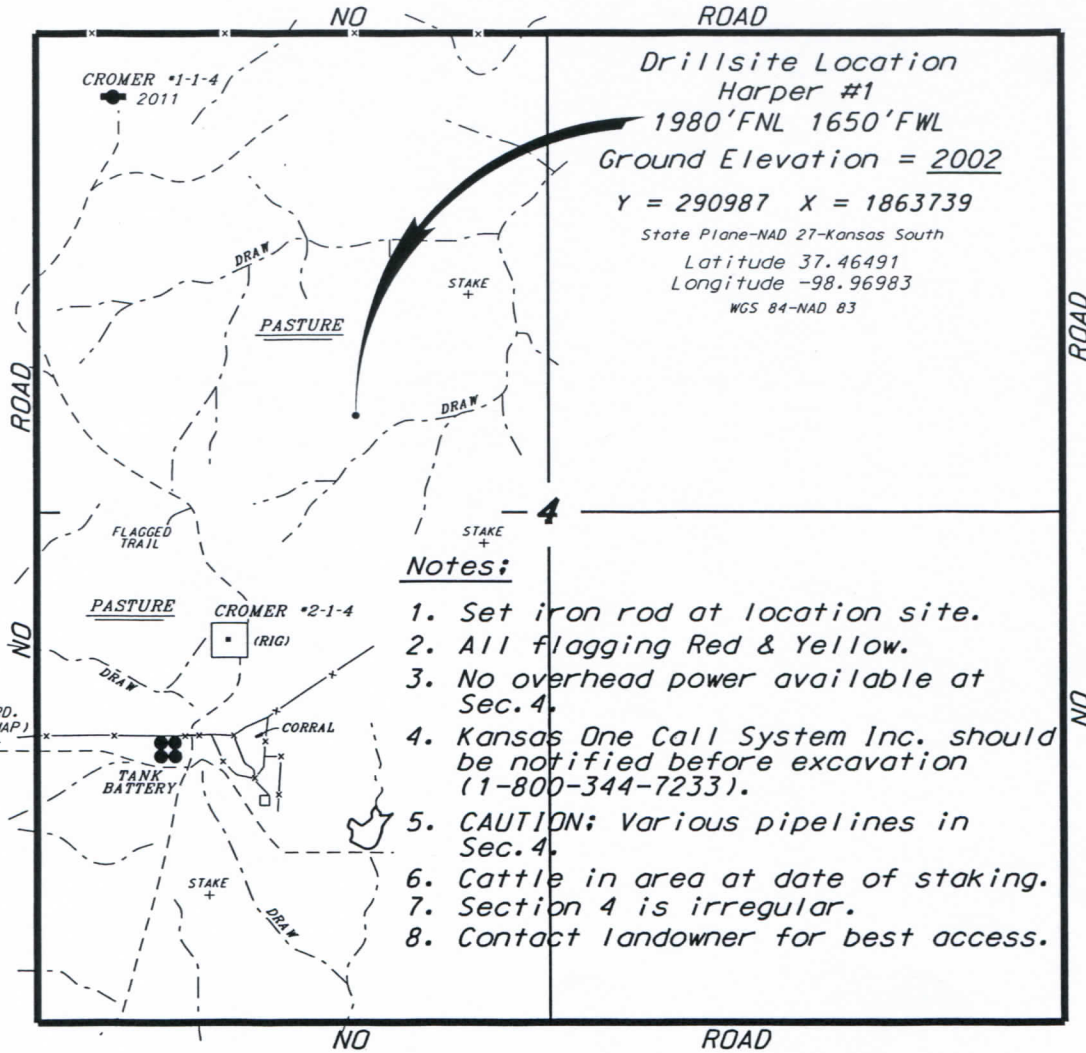 NO ROAD
CROMER #1-1-4
2011
Drillsite Location
Harper #1
1980'FNL 1650'FWL
Ground Elevation = 2002
Y = 290987 X = 1863739
State Plane-NAD 27-Kansas South
Latitude 37.46491
Longitude -98.96983
WGS 84-NAD 83
DRAW
STAKE
PASTURE
ROAD
ROAD
DRAW
4
FLAGGED
TRAIL
STAKE
PASTURE
CROMER #2-1-4
(RIG)
NO
NO
DRAW
CORRAL
TANK
BATTERY
STAKE
DRAW
Notes:
1. Set iron rod at location site.
2. All flagging Red & Yellow.
3. No overhead power available at
Sec.4.
4. Kansas One Call System Inc. should
be notified before excavation
(1-800-344-7233).
5. CAUTION: Various pipelines in
Sec.4.
6. Cattle in area at date of staking.
7. Section 4 is irregular.
8. Contact landowner for best access.
NO ROAD